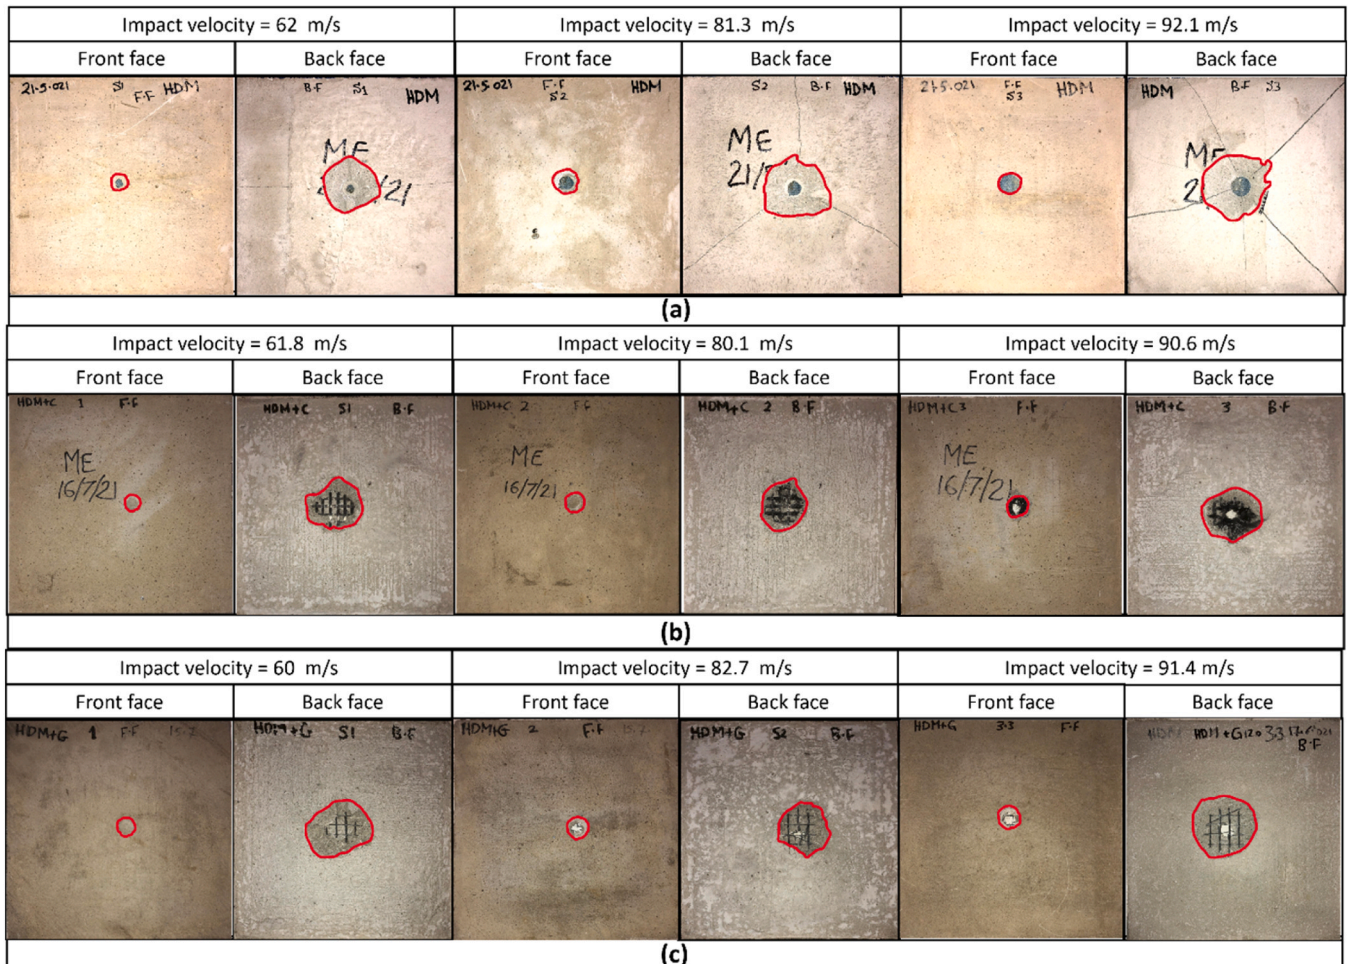 Impact velocity = 62 m/s Impact velocity = 81.3 m/s Impact velocity = 92.1 m/s
Front face Back face Front face Back face Front face Back face
21-5-021 S1 F.F HDM B.F S1 HDM 21-5-021 F.F S2 HDM S2 B.F HDM 21-5-021 F.F S3 HDM HDM B.F S3
ME ME ME
/21 21/ 2
(a)
Impact velocity = 61.8 m/s Impact velocity = 80.1 m/s Impact velocity = 90.6 m/s
Front face Back face Front face Back face Front face Back face
HDM+C 1 F.F HDM+C S1 B.F HDM+C 2 F.F HDM+C 2 B.F HDM+C 3 F.F HDM+C 3 B.F
ME ME ME
16/7/21 16/7/21 16/7/21
(b)
Impact velocity = 60 m/s Impact velocity = 82.7 m/s Impact velocity = 91.4 m/s
Front face Back face Front face Back face Front face Back face
HDM+G 1 F.F HDM+G S1 B.F HDM+G 2 F.F HDM+G S2 B.F HDM+G 3.3 F.F HDM+G 3.3 B.F
(c)